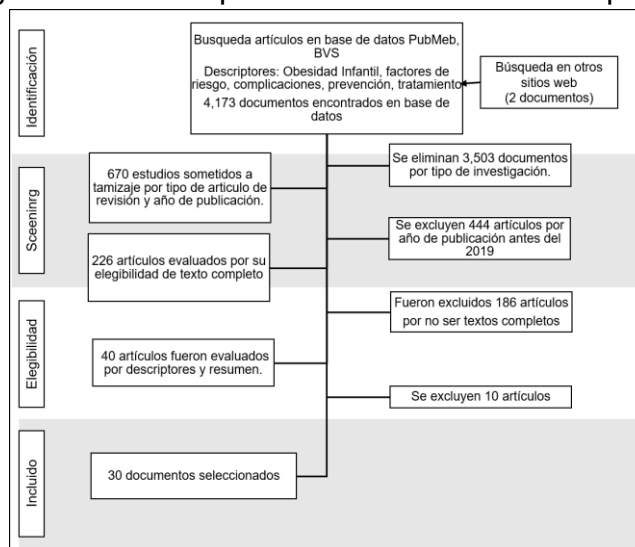 Identificación
Busqueda artículos en base de datos PubMeb,
BVS
Descriptores: Obesidad Infantil, factores de
riesgo, complicaciones, prevención, tratamiento
4,173 documentos encontrados en base de
datos
Búsqueda en otros
sitios web
(2 documentos)
Sceeninrg
670 estudios sometidos a
tamizaje por tipo de articulo de
revisión y año de publicación.
Se eliminan 3,503 documentos
por tipo de investigación.
Se excluyen 444 artículos por
año de publicación antes del
2019
226 artículos evaluados por su
elegibilidad de texto completo
Elegibilidad
Fueron excluidos 186 artículos
por no ser textos completos
40 artículos fueron evaluados
por descriptores y resumen.
Se excluyen 10 artículos
Incluido
30 documentos seleccionados